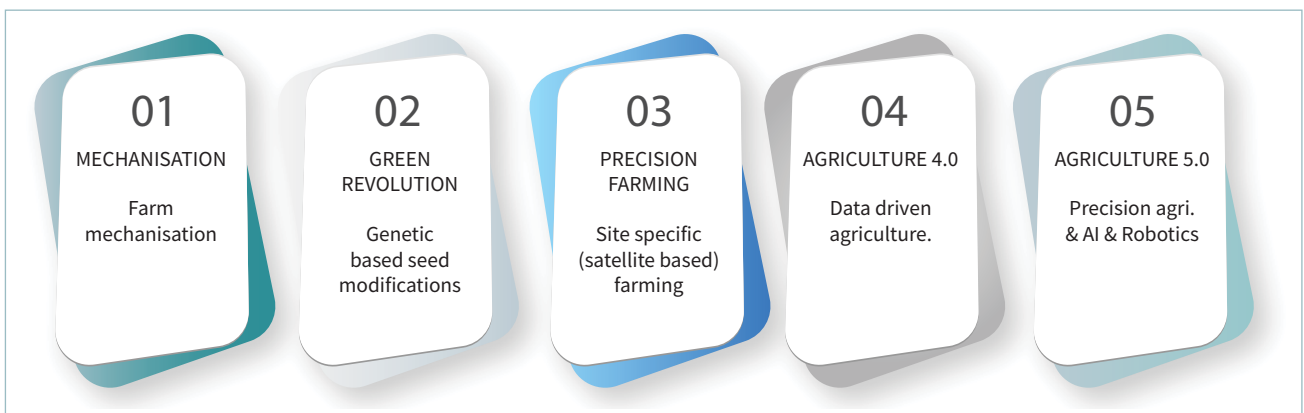 01
MECHANISATION
Farm
mechanisation
02
GREEN
REVOLUTION
Genetic
based seed
modifications
03
PRECISION
FARMING
Site specific
(satellite based)
farming
04
AGRICULTURE 4.0
Data driven
agriculture.
05
AGRICULTURE 5.0
Precision agri.
& AI & Robotics